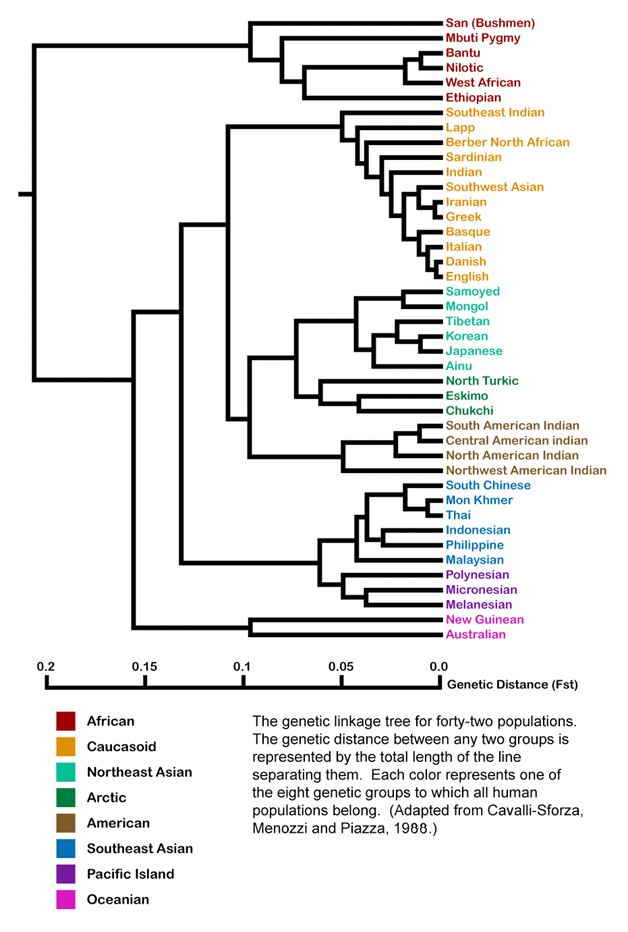 San (Bushmen)
Mbuti Pygmy
Bantu
Nilotic
West African
Ethiopian
Southeast Indian
Lapp
Berber North African
Sardinian
Indian
Southwest Asian
Iranian
Greek
Basque
Italian
Danish
English
Samoyed
Mongol
Tibetan
Korean
Japanese
Ainu
North Turkic
Eskimo
Chukchi
South American Indian
Central American indian
North American Indian
Northwest American Indian
South Chinese
Mon Khmer
Thai
Indonesian
Philippine
Malaysian
Polynesian
Micronesian
Melanesian
New Guinean
Australian
0.2 0.15 0.1 0.05 0.0
Genetic Distance (Fst)
African
Caucasoid
Northeast Asian
Arctic
American
Southeast Asian
Pacific Island
Oceanian
The genetic linkage tree for forty-two populations.
The genetic distance between any two groups is
represented by the total length of the line
separating them. Each color represents one of
the eight genetic groups to which all human
populations belong. (Adapted from Cavalli-Sforza,
Menozzi and Piazza, 1988.)